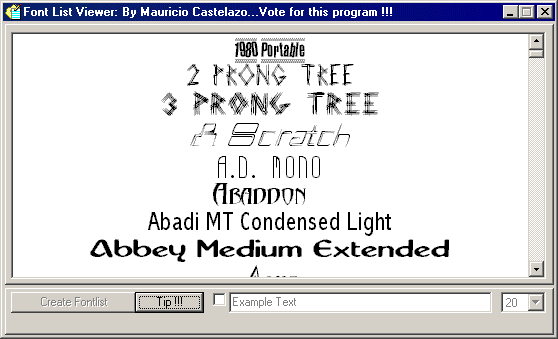 Font List Viewer: By Mauricio Castelazo...Vote for this program !!!
1980 Portable
2 PRONG TREE
3 PRONG TREE
A Scratch
A.D. MONO
ABADDON
Abadi MT Condensed Light
Abbey Medium Extended
Create Fontlist
Tip !!!
Example Text
20